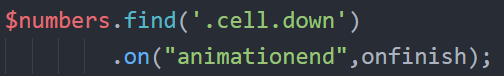 $numbers.find('.cell.down')
.on("animationend",onfinish);